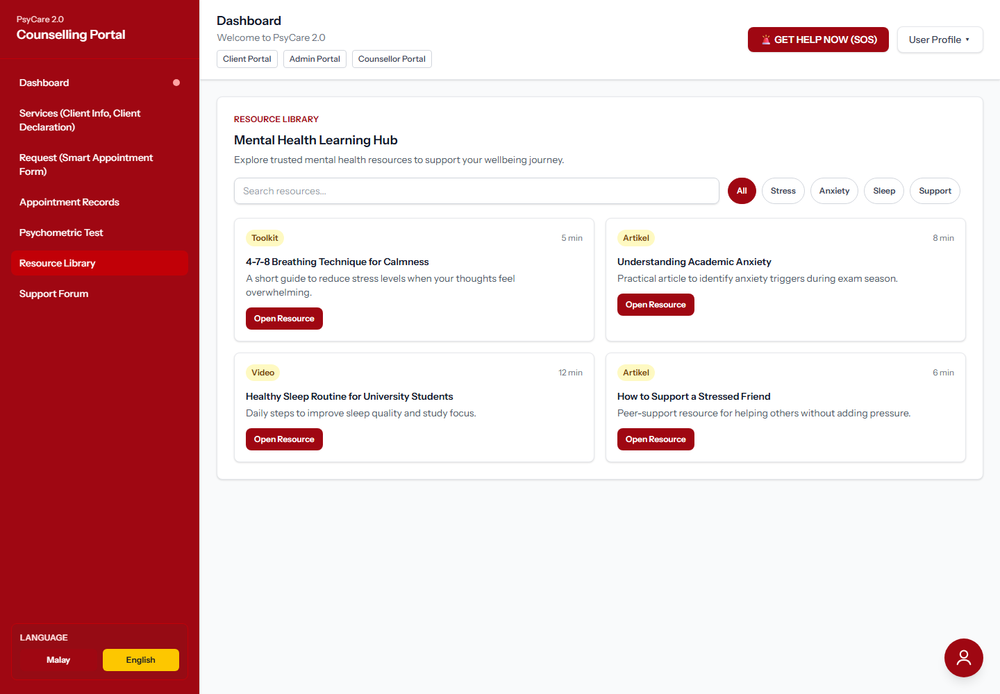 PsyCare 2.0
Counselling Portal
Dashboard
Services (Client Info, Client
Declaration)
Request (Smart Appointment
Form)
Appointment Records
Psychometric Test
Resource Library
Support Forum
LANGUAGE
Malay
English
Dashboard
Welcome to PsyCare 2.0
Client Portal
Admin Portal
Counsellor Portal
GET HELP NOW (SOS)
User Profile
RESOURCE LIBRARY
Mental Health Learning Hub
Explore trusted mental health resources to support your wellbeing journey.
Search resources...
All
Stress
Anxiety
Sleep
Support
Toolkit
5 min
4-7-8 Breathing Technique for Calmness
A short guide to reduce stress levels when your thoughts feel
overwhelming.
Open Resource
Artikel
8 min
Understanding Academic Anxiety
Practical article to identify anxiety triggers during exam season.
Open Resource
Video
12 min
Healthy Sleep Routine for University Students
Daily steps to improve sleep quality and study focus.
Open Resource
Artikel
6 min
How to Support a Stressed Friend
Peer-support resource for helping others without adding pressure.
Open Resource